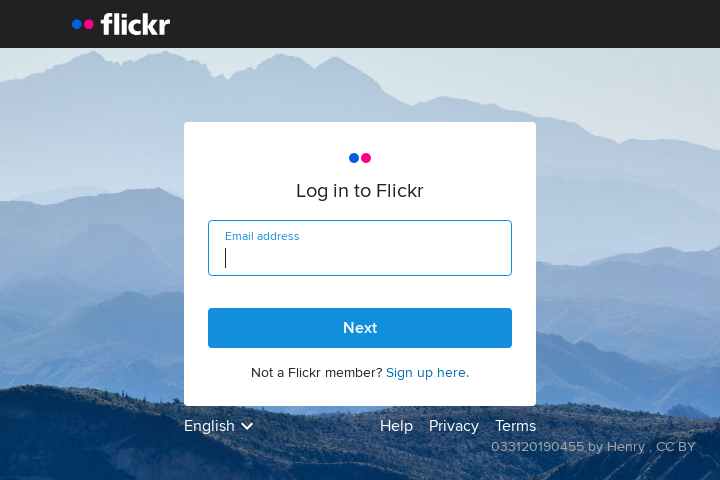 flickr
Log in to Flickr
Email address
Next
Not a Flickr member? Sign up here.
English Help Privacy Terms
033120190455 by Henry , CC BY